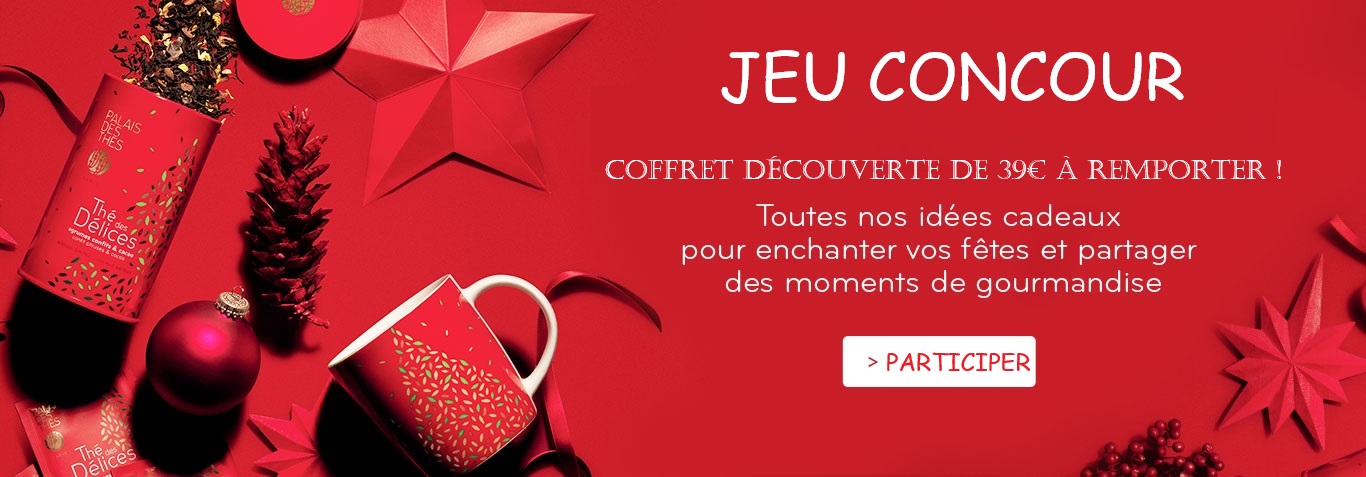 JEU CONCOUR
COFFRET DÉCOUVERTE DE 39€ À REMPORTER !
Toutes nos idées cadeaux
pour enchanter vos fêtes et partager
des moments de gourmandise
> PARTICIPER
PALAIS
DES
THÉS
Thé des
Délices
agrumes confits & cacao
Thé des
Délices